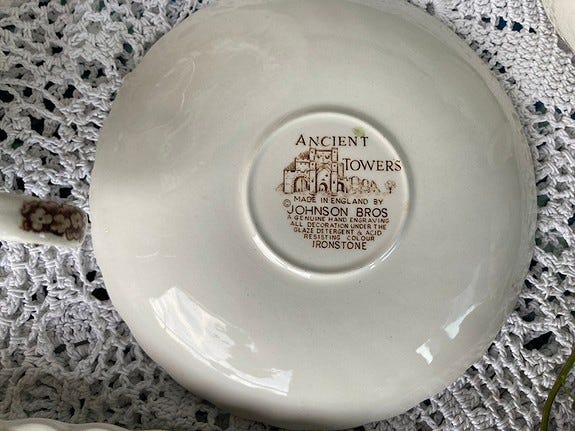 ANCIENT
TOWERS
MADE IN ENGLAND BY
© JOHNSON BROS
A GENUINE HAND ENGRAVING
ALL DECORATION UNDER THE
GLAZE DETERGENT & ACID
RESISTING COLOUR
IRONSTONE